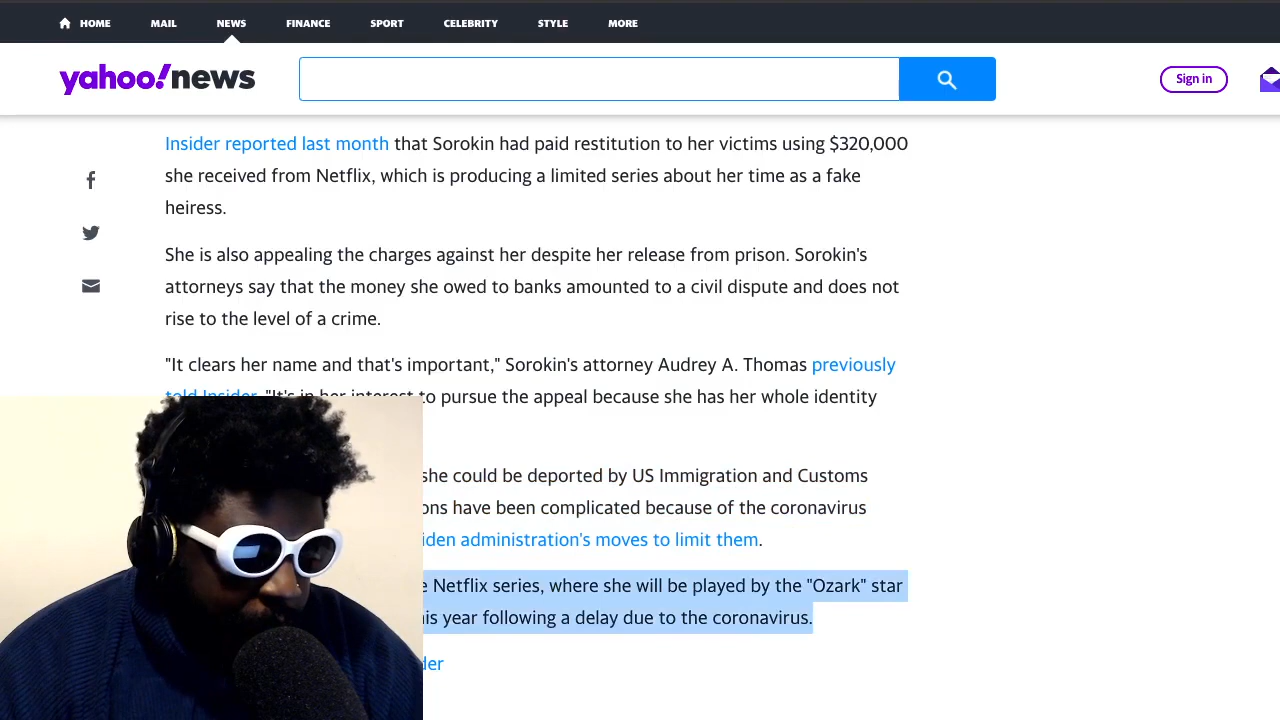 HOME MAIL NEWS FINANCE SPORT CELEBRITY STYLE MORE
yahoo!news
Sign in
Insider reported last month that Sorokin had paid restitution to her victims using $320,000
she received from Netflix, which is producing a limited series about her time as a fake
heiress.
She is also appealing the charges against her despite her release from prison. Sorokin's
attorneys say that the money she owed to banks amounted to a civil dispute and does not
rise to the level of a crime.
"It clears her name and that's important," Sorokin's attorney Audrey A. Thomas previously
told Insider. "It's in her interest to pursue the appeal because she has her whole identity
she could be deported by US Immigration and Customs
ons have been complicated because of the coronavirus
iden administration's moves to limit them.
e Netflix series, where she will be played by the "Ozark" star
is year following a delay due to the coronavirus.
der